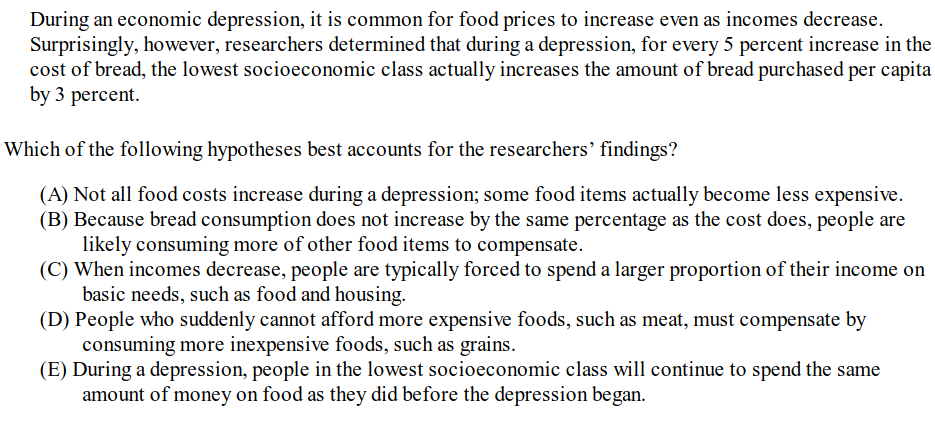 During an economic depression, it is common for food prices to increase even as incomes decrease.
Surprisingly, however, researchers determined that during a depression, for every 5 percent increase in the
cost of bread, the lowest socioeconomic class actually increases the amount of bread purchased per capita
by 3 percent.
Which of the following hypotheses best accounts for the researchers’ findings?
(A) Not all food costs increase during a depression; some food items actually become less expensive.
(B) Because bread consumption does not increase by the same percentage as the cost does, people are
likely consuming more of other food items to compensate.
(C) When incomes decrease, people are typically forced to spend a larger proportion of their income on
basic needs, such as food and housing.
(D) People who suddenly cannot afford more expensive foods, such as meat, must compensate by
consuming more inexpensive foods, such as grains.
(E) During a depression, people in the lowest socioeconomic class will continue to spend the same
amount of money on food as they did before the depression began.